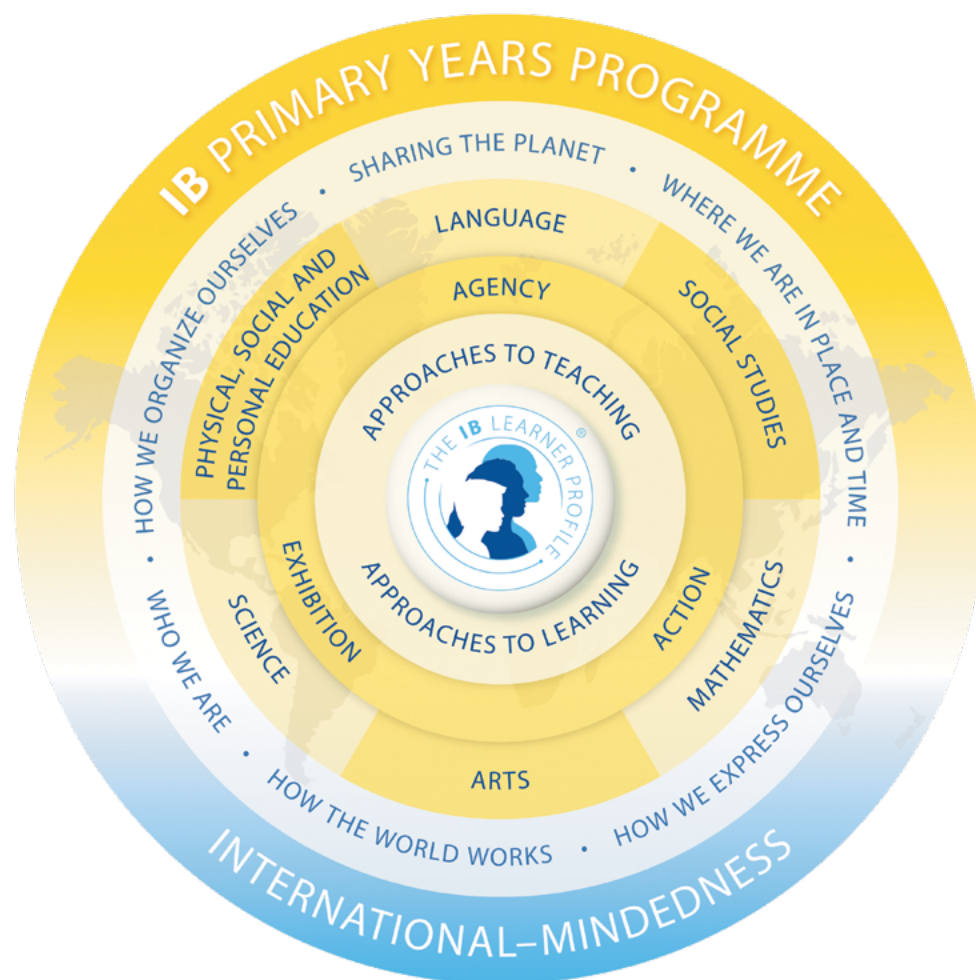 IB PRIMARY YEARS PROGRAMME
SHARING THE PLANET
•
WHERE WE ARE IN PLACE AND TIME
•
HOW WE EXPRESS OURSELVES
•
HOW THE WORLD WORKS
•
WHO WE ARE
•
HOW WE ORGANIZE OURSELVES
•
LANGUAGE
SOCIAL STUDIES
MATHEMATICS
ARTS
SCIENCE
PHYSICAL, SOCIAL AND
PERSONAL EDUCATION
AGENCY
ACTION
EXHIBITION
APPROACHES TO TEACHING
APPROACHES TO LEARNING
THE IB LEARNER PROFILE®
INTERNATIONAL–MINDEDNESS